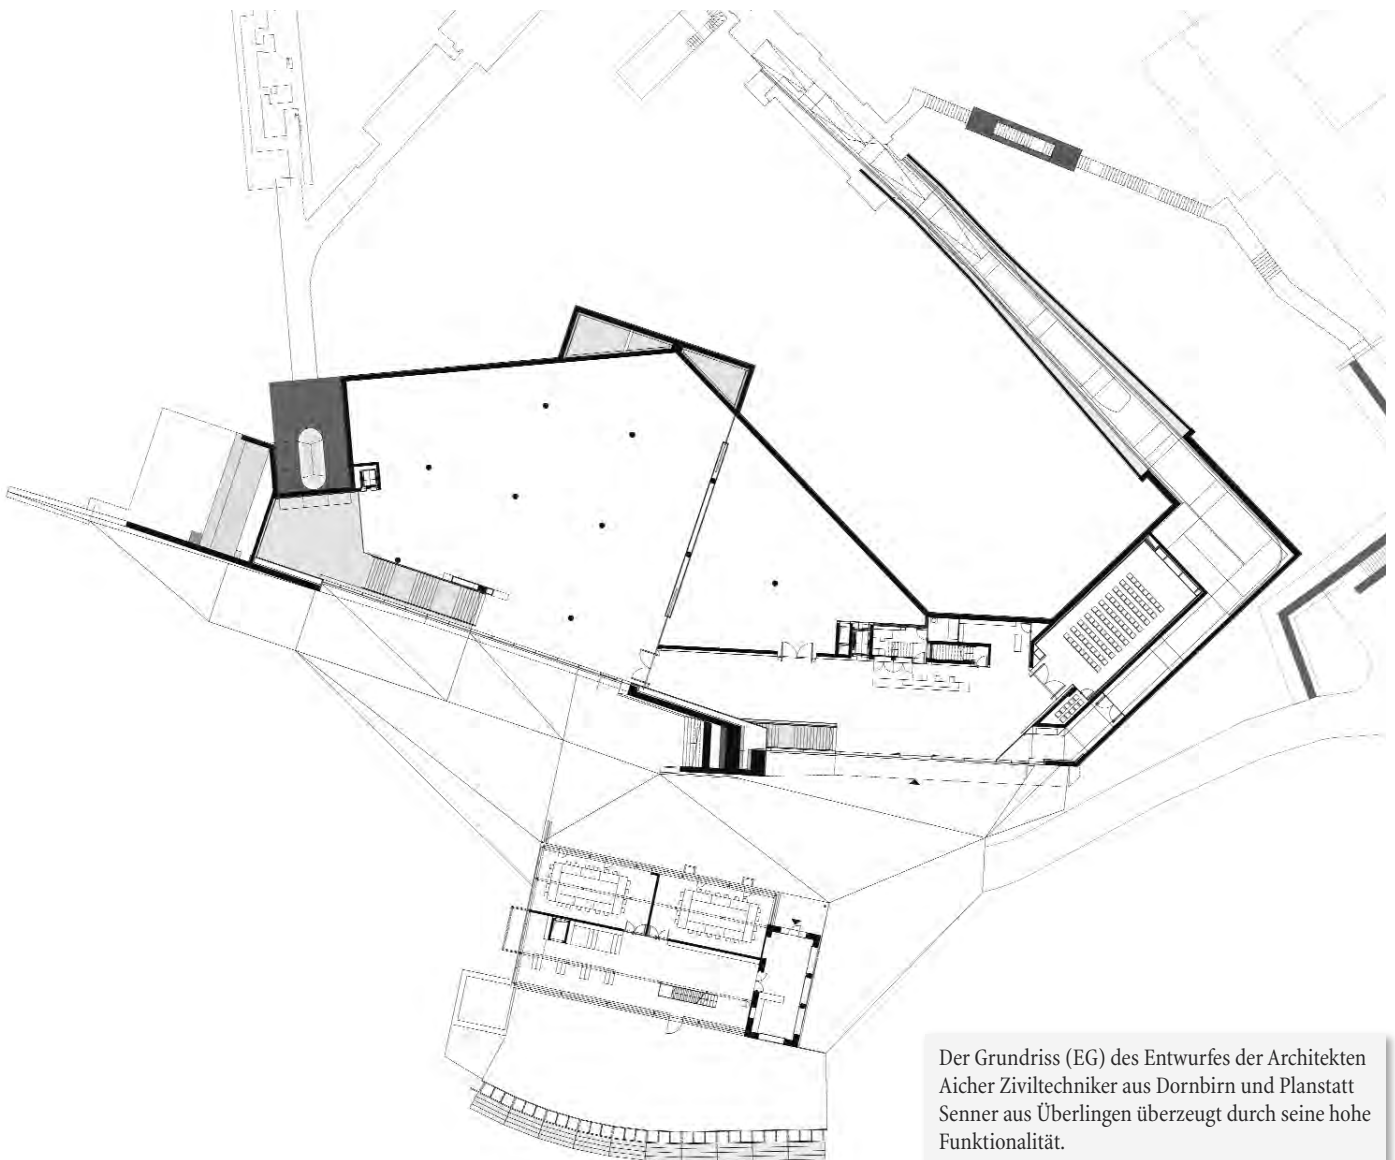 Der Grundriss (EG) des Entwurfes der Architekten
Aicher Ziviltechniker aus Dornbirn und Planstatt
Senner aus Überlingen überzeugt durch seine hohe
Funktionalität.